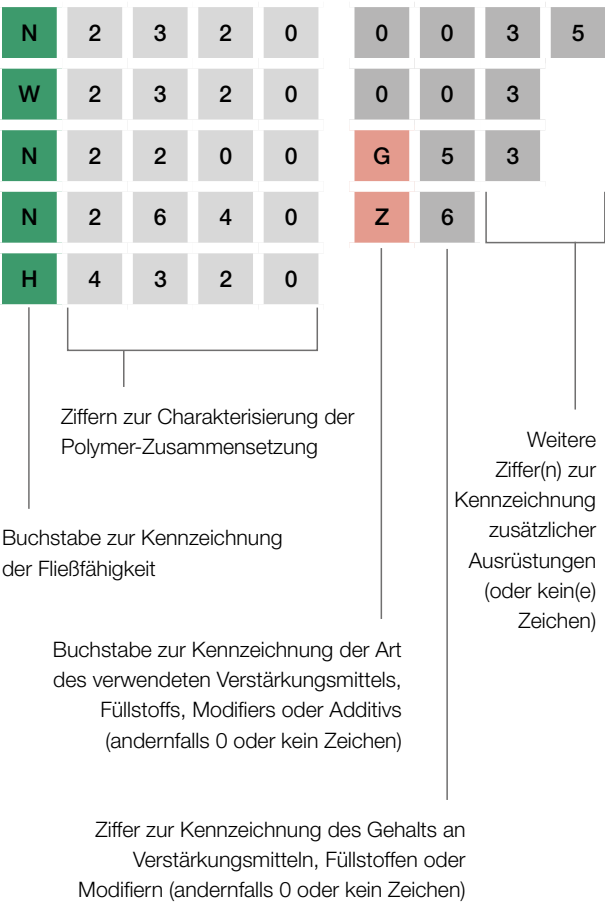 N 2 3 2 0 0 0 3 5
W 2 3 2 0 0 0 3
N 2 2 0 0 G 5 3
N 2 6 4 0 Z 6
H 4 3 2 0
Ziffern zur Charakterisierung der
Polymer-Zusammensetzung
Weitere
Ziffer(n) zur
Kennzeichnung
zusätzlicher
Ausrüstungen
(oder kein(e)
Zeichen)
Buchstabe zur Kennzeichnung
der Fließfähigkeit
Buchstabe zur Kennzeichnung der Art
des verwendeten Verstärkungsmittels,
Füllstoffs, Modifiers oder Additivs
(andernfalls 0 oder kein Zeichen)
Ziffer zur Kennzeichnung des Gehalts an
Verstärkungsmitteln, Füllstoffen oder
Modifiern (andernfalls 0 oder kein Zeichen)